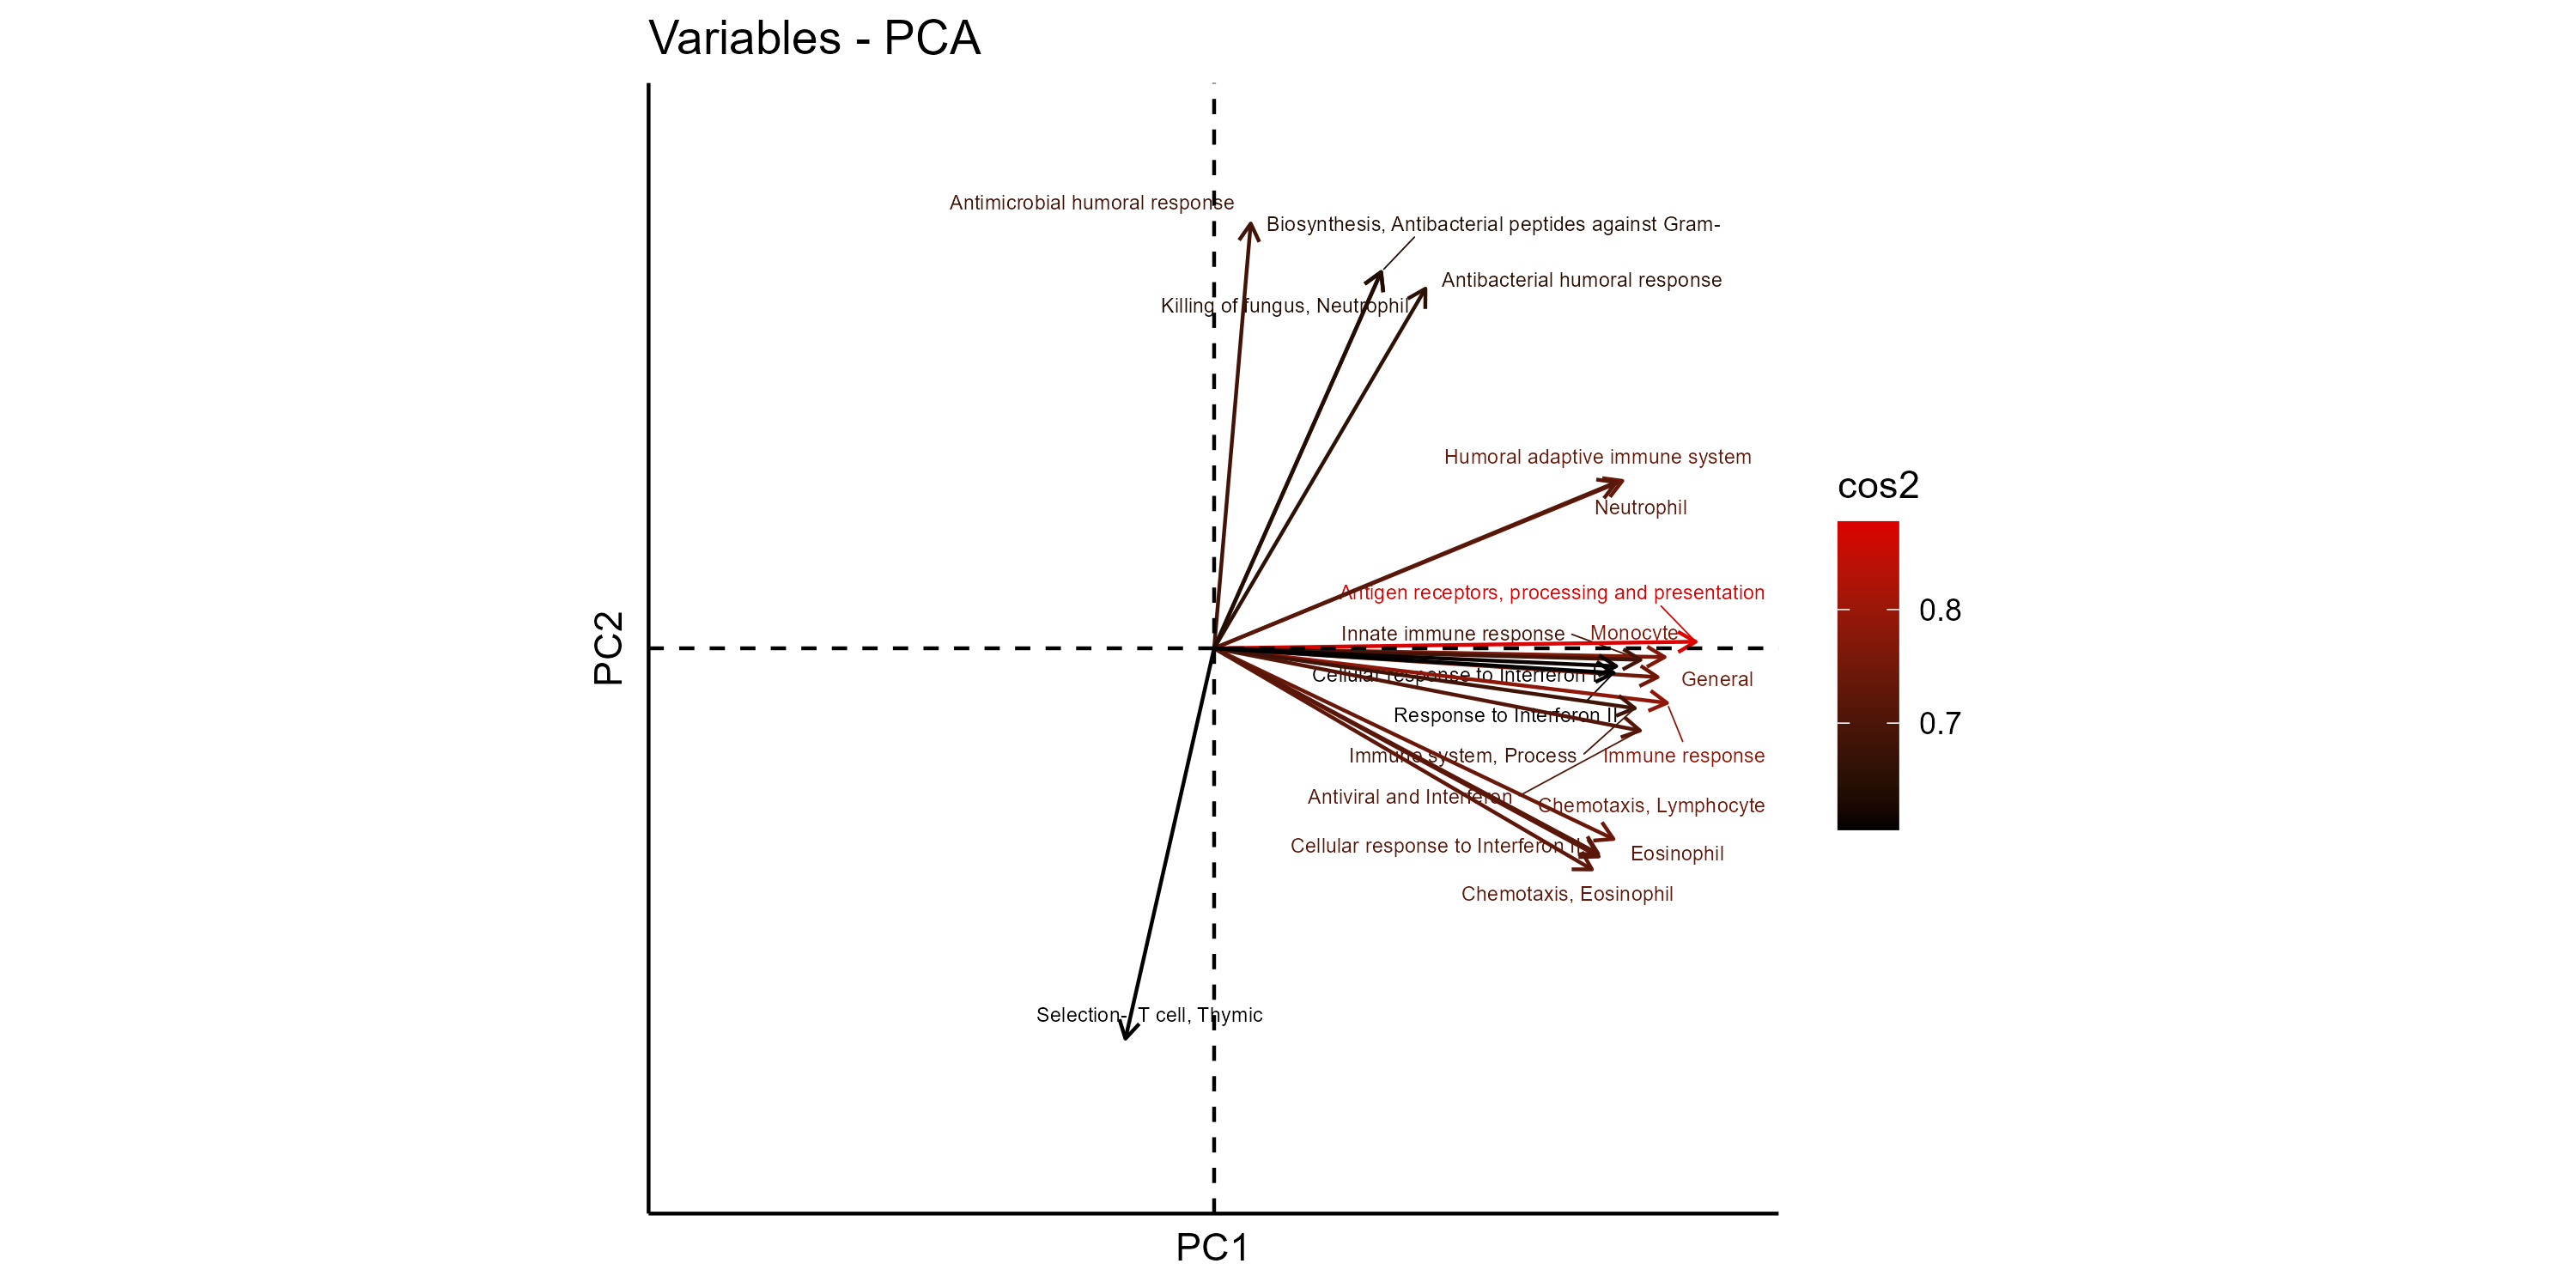 Variables - PCA
Antimicrobial humoral response
Biosynthesis, Antibacterial peptides against Gram-
Antibacterial humoral response
Killing of fungus, Neutrophil
Humoral adaptive immune system
Neutrophil
cos2
Antigen receptors, processing and presentation
0.8
Innate immune response
Monocyte
PC2
Cellular response to Interferon
General
Response to Interferon II
0.7
Immune system, Process
Immune response
Antiviral and Interferon
Chemotaxis, Lymphocyte
Cellular response to Interferon II
Eosinophil
Chemotaxis, Eosinophil
Selection- T cell, Thymic
PC1